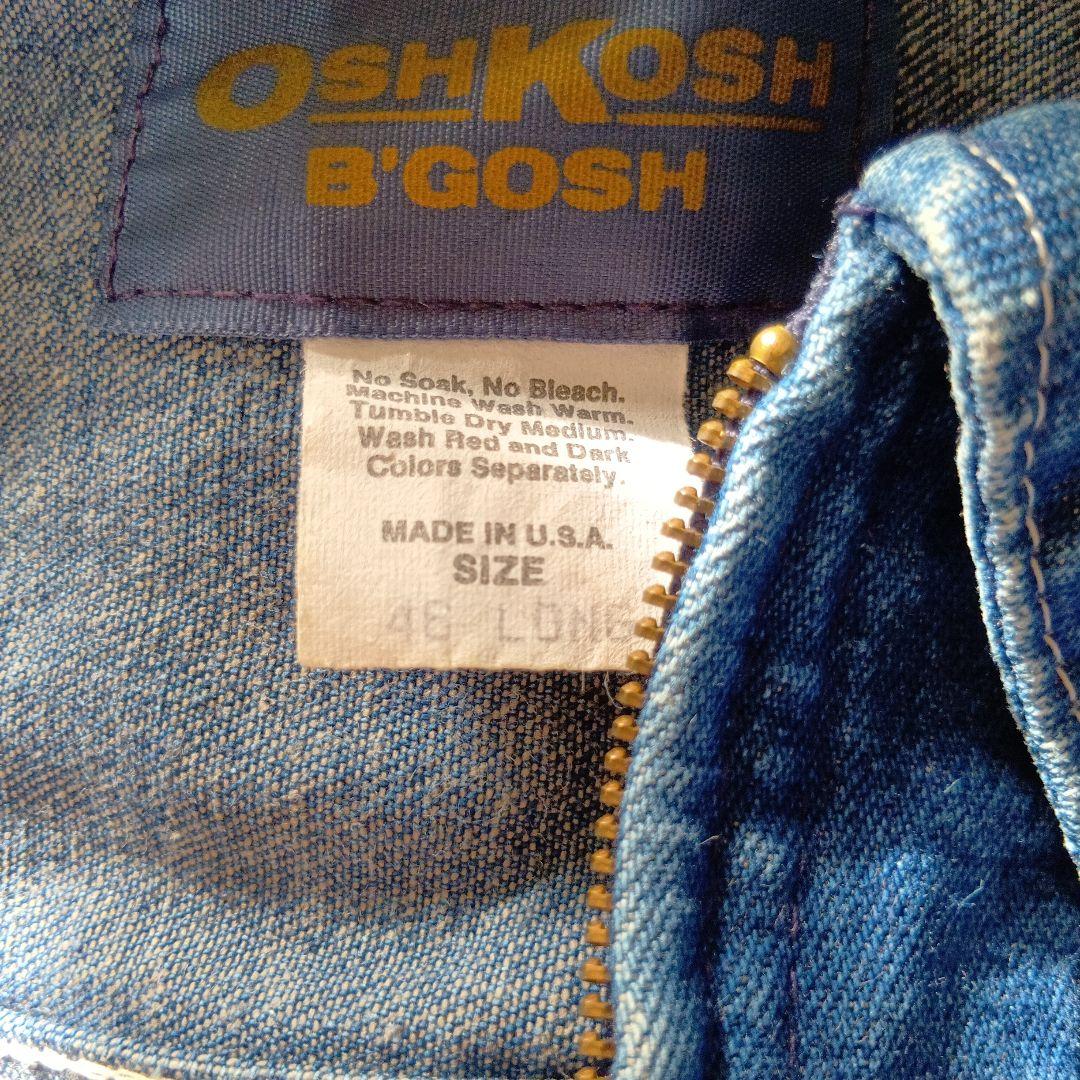 OSHKOSH
B'GOSH
No Soak, No Bleach.
Machine Wash Warm.
Tumble Dry Medium.
Wash Red and Dark
Colors Separately.
MADE IN U.S.A.
SIZE
46 LONG